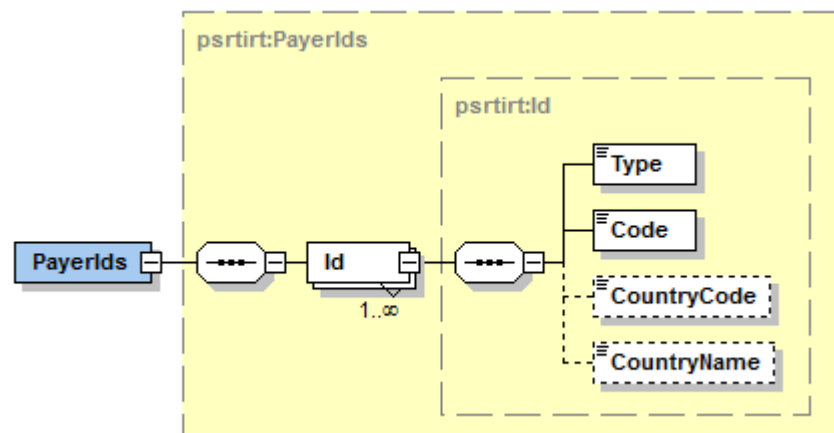 psrtirt:PayerIds
psrtirt:Id
Type
Code
PayerIds
Id
1..∞
CountryCode
CountryName